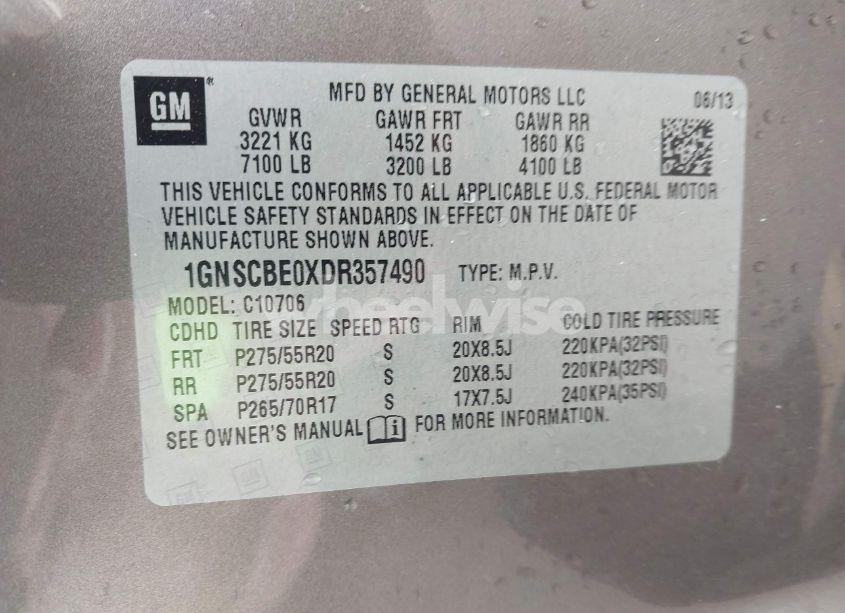 GM®
MFD BY GENERAL MOTORS LLC 06/13
GVWR GAWR FRT GAWR RR
3221 KG 1452 KG 1860 KG
7100 LB 3200 LB 4100 LB
THIS VEHICLE CONFORMS TO ALL APPLICABLE U.S. FEDERAL MOTOR
VEHICLE SAFETY STANDARDS IN EFFECT ON THE DATE OF
MANUFACTURE SHOWN ABOVE.
1GNSCBE0XDR357490 TYPE: M.P.V.
MODEL: C10706
wheelwise
CDHD TIRE SIZE SPEED RTG RIM COLD TIRE PRESSURE
FRT P275/55R20 S 20X8.5J 220KPA(32PSI)
RR P275/55R20 S 20X8.5J 220KPA(32PSI)
SPA P265/70R17 S 17X7.5J 240KPA(35PSI)
SEE OWNER'S MANUAL i FOR MORE INFORMATION.